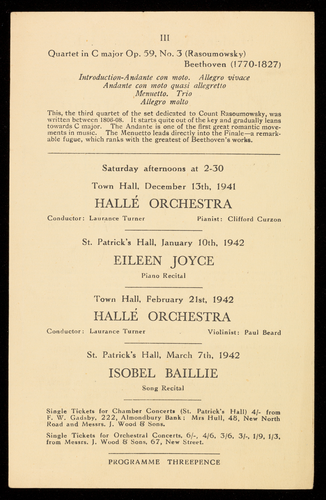 III
Quartet in C major Op. 59, No. 3 (Rasoumowsky)
Beethoven (1770-1827)
Introduction-Andante con moto. Allegro vivace
Andante con moto quasi allegretto
Menuetto. Trio
Allegro molto
This, the third quartet of the set dedicated to Count Rasoumowsky, was
written between 1806-08. It starts quite out of the key and gradually leans
towards C major. The Andante is one of the first great romantic move-
ments in music. The Menuetto leads directly into the Finale—a remark-
able fugue, which ranks with the greatest of Beethoven's works.
Saturday afternoons at 2-30
Town Hall, December 13th, 1941
HALLÉ ORCHESTRA
Conductor: Laurance Turner Pianist: Clifford Curzon
St. Patrick's Hall, January 10th, 1942
EILEEN JOYCE
Piano Recital
Town Hall, February 21st, 1942
HALLÉ ORCHESTRA
Conductor: Laurance Turner Violinist: Paul Beard
St. Patrick's Hall, March 7th, 1942
ISOBEL BAILLIE
Song Recital
Single Tickets for Chamber Concerts (St. Patrick's Hall) 4/- from
F. W. Gadsby, 222, Almondbury Bank; Mrs Hull, 48, New North
Road and Messrs. J. Wood & Sons.
Single Tickets for Orchestral Concerts, 6/-, 4/6, 3/6, 3/-, 1/9, 1/3,
from Messrs. J. Wood & Sons, 67, New Street.
PROGRAMME THREEPENCE